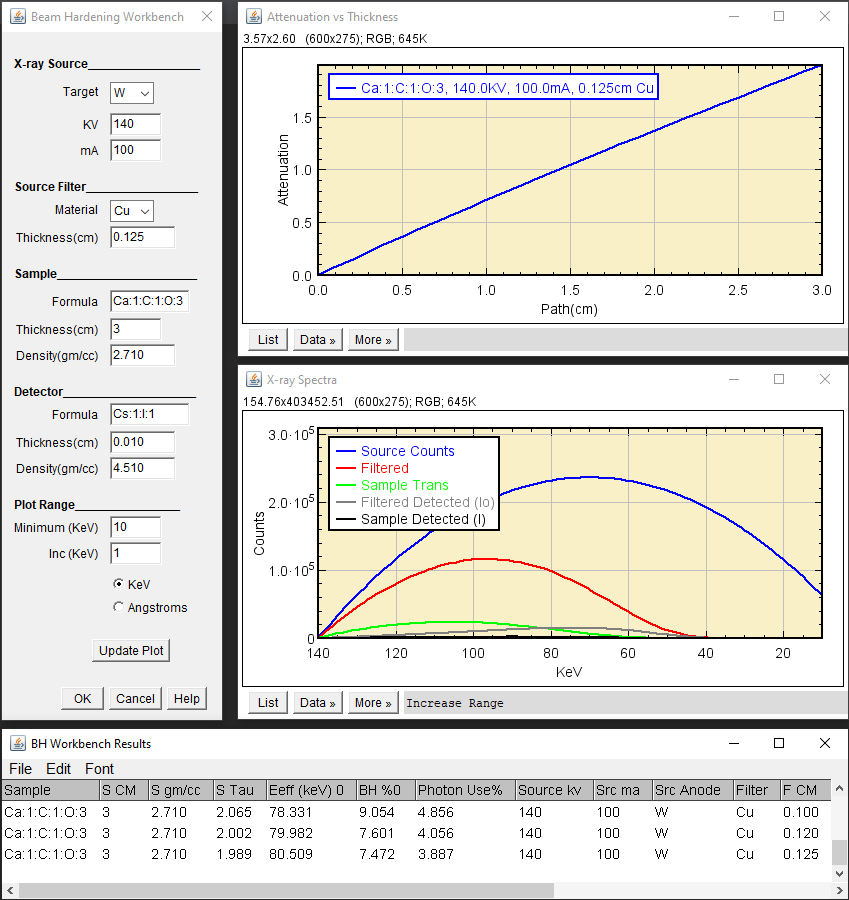 Beam Hardening Workbench
X-ray Source
Target W
KV 140
mA 100
Source Filter
Material Cu
Thickness(cm) 0.125
Sample
Formula Ca:1:C:1:O:3
Thickness(cm) 3
Density(gm/cc) 2.710
Detector
Formula Cs:1:I:1
Thickness(cm) 0.010
Density(gm/cc) 4.510
Plot Range
Minimum (KeV) 10
Inc (KeV) 1
KeV
Angstroms
Update Plot
OK Cancel Help
Attenuation vs Thickness
3.57x2.60 (600x275); RGB; 645K
Ca:1:C:1:O:3, 140.0KV, 100.0mA, 0.125cm Cu
1.5
1.0
0.5
0.0
Attenuation
0.0 0.5 1.0 1.5 2.0 2.5 3.0
Path(cm)
List Data » More »
X-ray Spectra
154.76x403452.51 (600x275); RGB; 645K
3.0·10⁵
2.0·10⁵
1.0·10⁵
0
Counts
Source Counts
Filtered
Sample Trans
Filtered Detected (Io)
Sample Detected (I)
140 120 100 80 60 40 20
KeV
List Data » More » Increase Range
BH Workbench Results
File Edit Font
Sample S CM S gm/cc S Tau Eeff (keV) 0 BH %0 Photon Use% Source kv Src ma Src Anode Filter F CM
Ca:1:C:1:O:3 3 2.710 2.065 78.331 9.054 4.856 140 100 W Cu 0.100
Ca:1:C:1:O:3 3 2.710 2.002 79.982 7.601 4.056 140 100 W Cu 0.120
Ca:1:C:1:O:3 3 2.710 1.989 80.509 7.472 3.887 140 100 W Cu 0.125